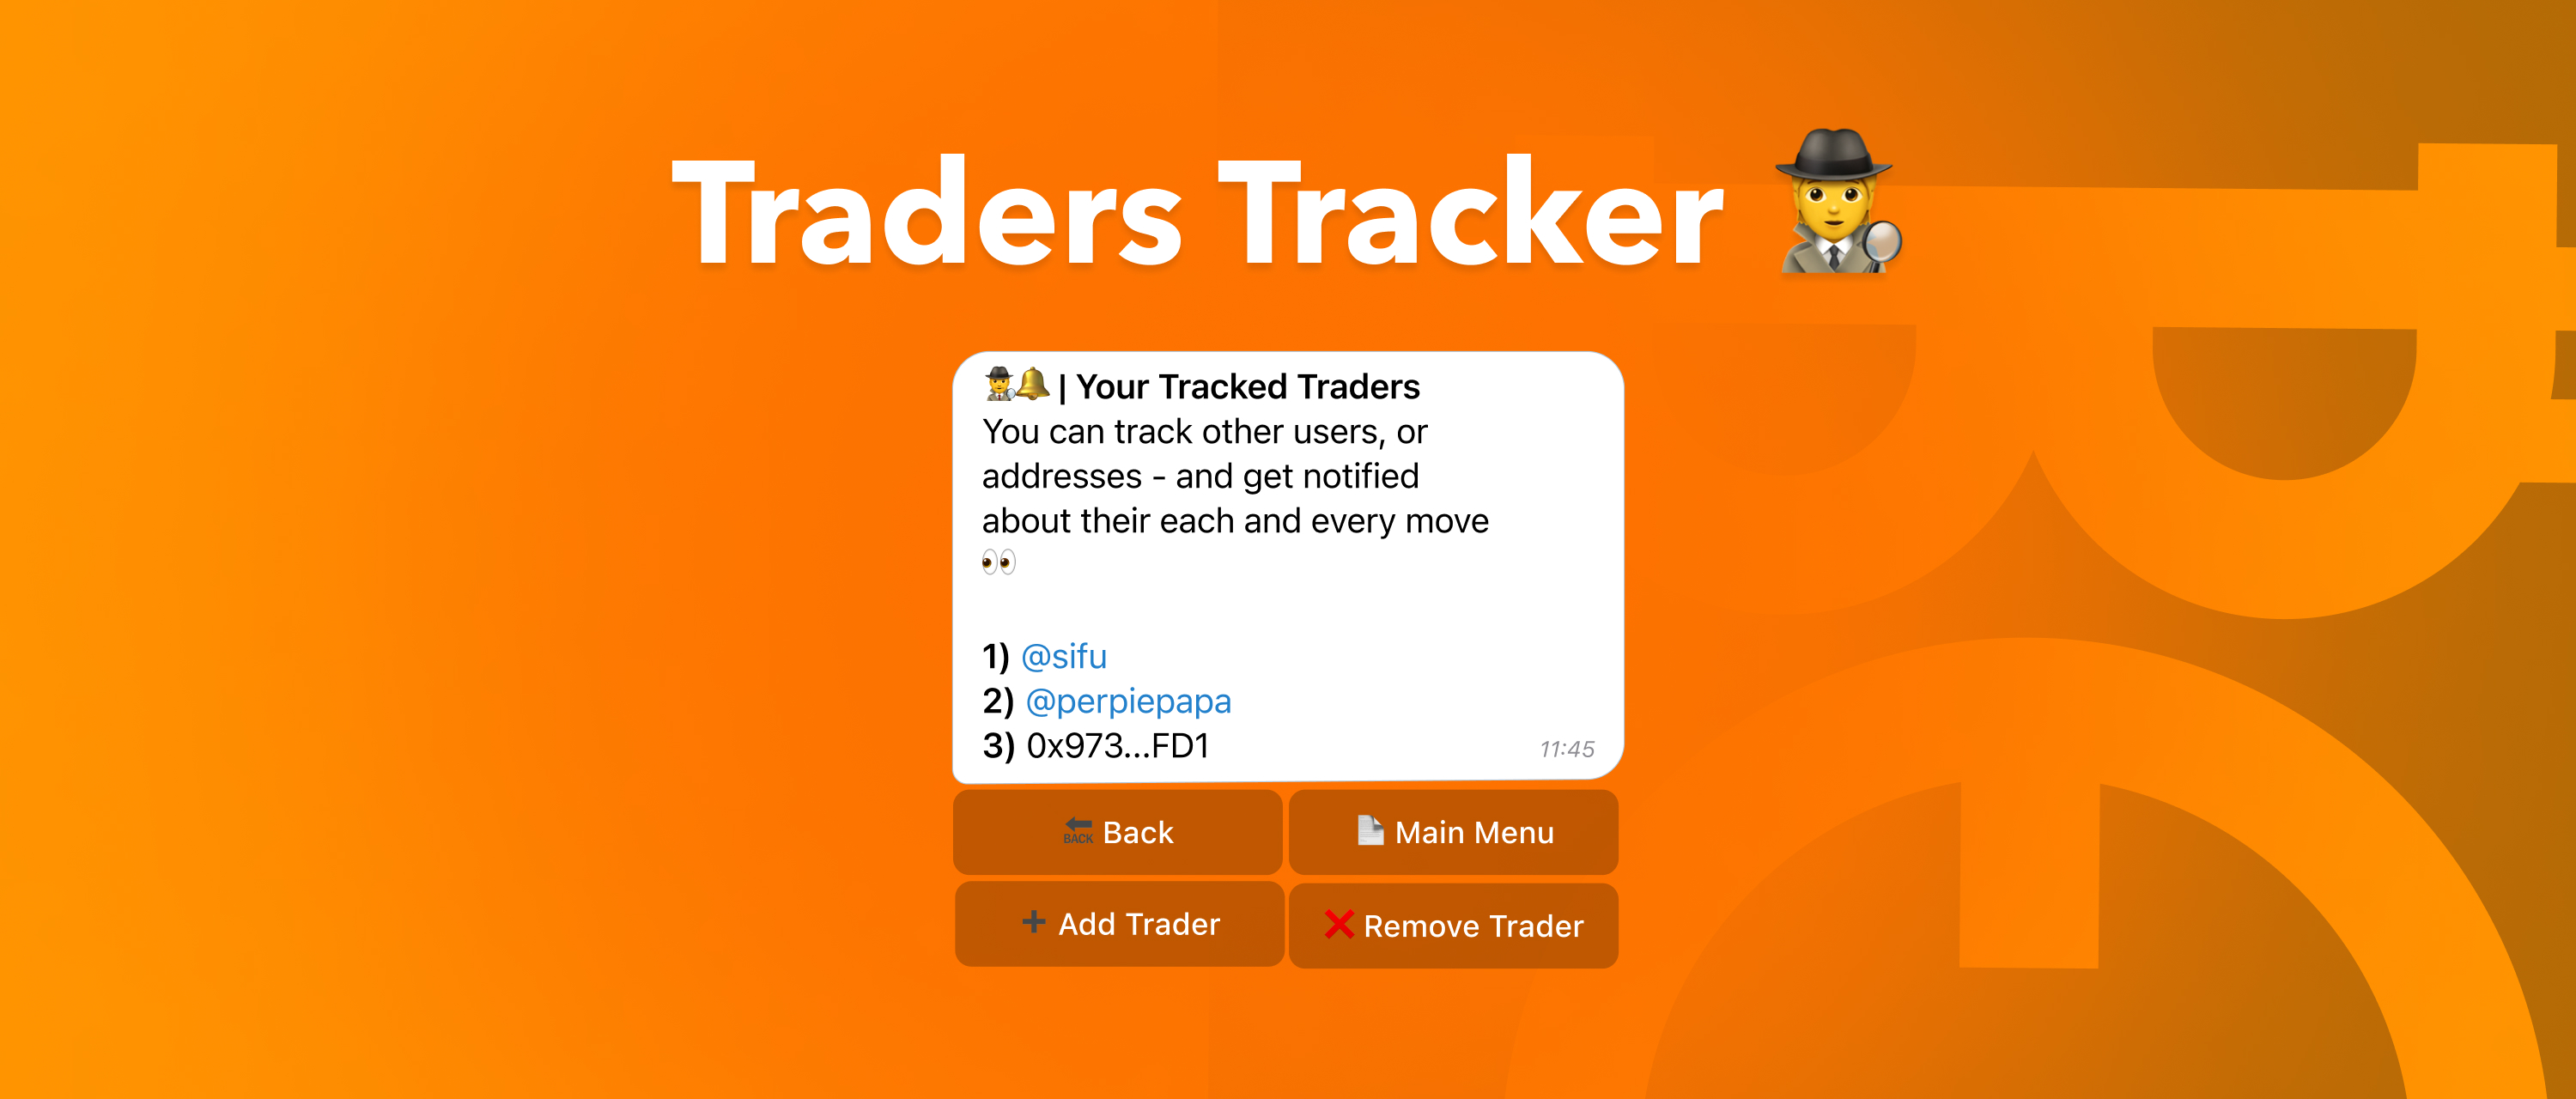 Traders Tracker 🕵️
🕵️🔔 | Your Tracked Traders
You can track other users, or
addresses - and get notified
about their each and every move
👀
1) @sifu
2) @perpiepapa
3) 0x973...FD1
11:45
🔙 Back
📄 Main Menu
➕ Add Trader
❌ Remove Trader